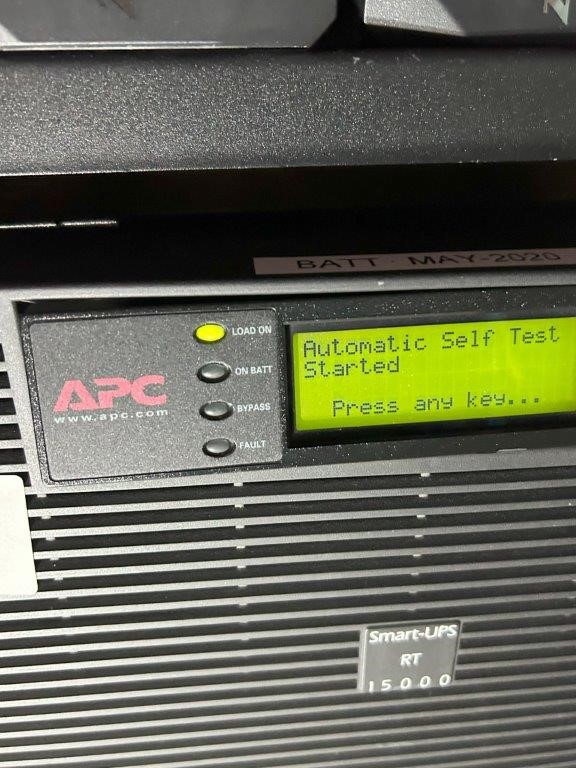 BATT - MAY-2020
LOAD ON
ON BATT
BYPASS
FAULT
APC
www.apc.com
Automatic Self Test
Started
Press any key...
Smart-UPS
RT
15000